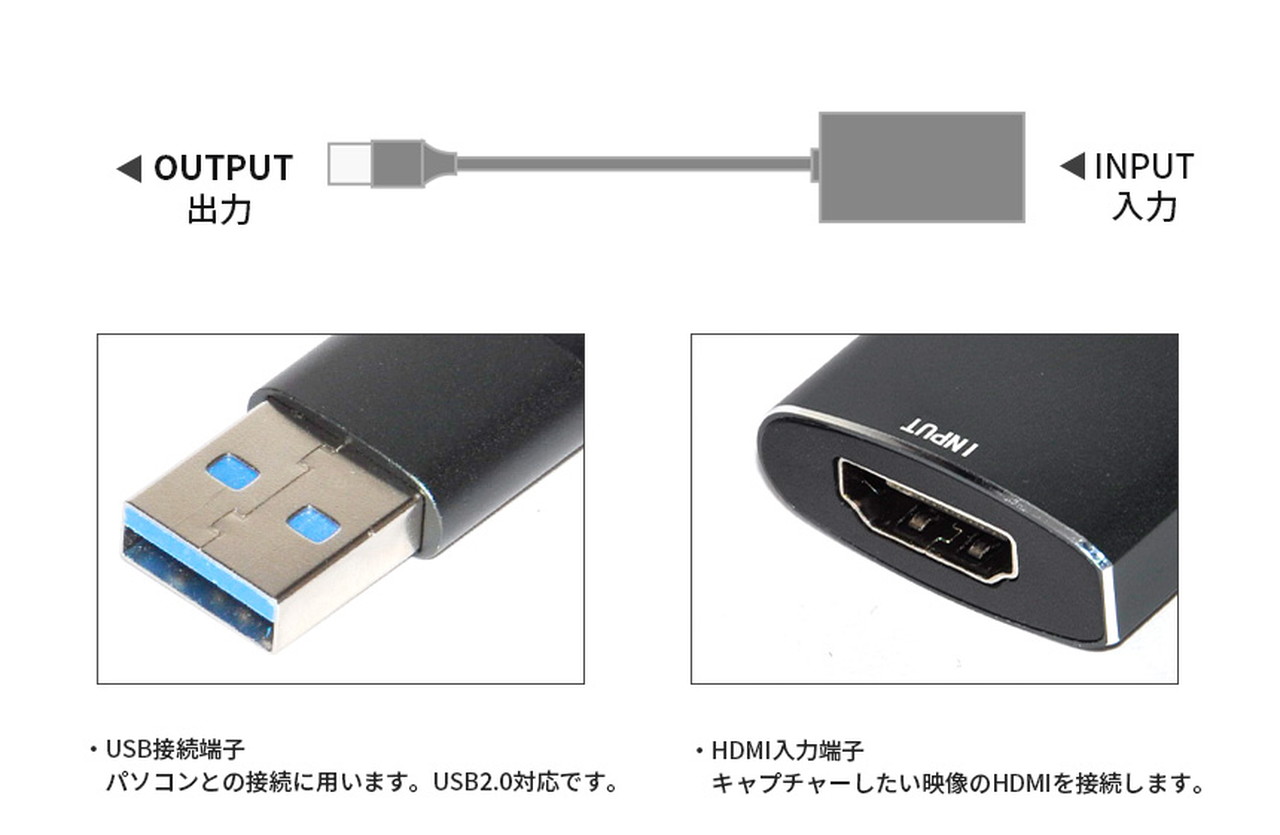 ◀ OUTPUT
出力
◀ INPUT
入力
INPUT
・USB接続端子
パソコンとの接続に用います。USB2.0対応です。
・HDMI入力端子
キャプチャーしたい映像のHDMIを接続します。